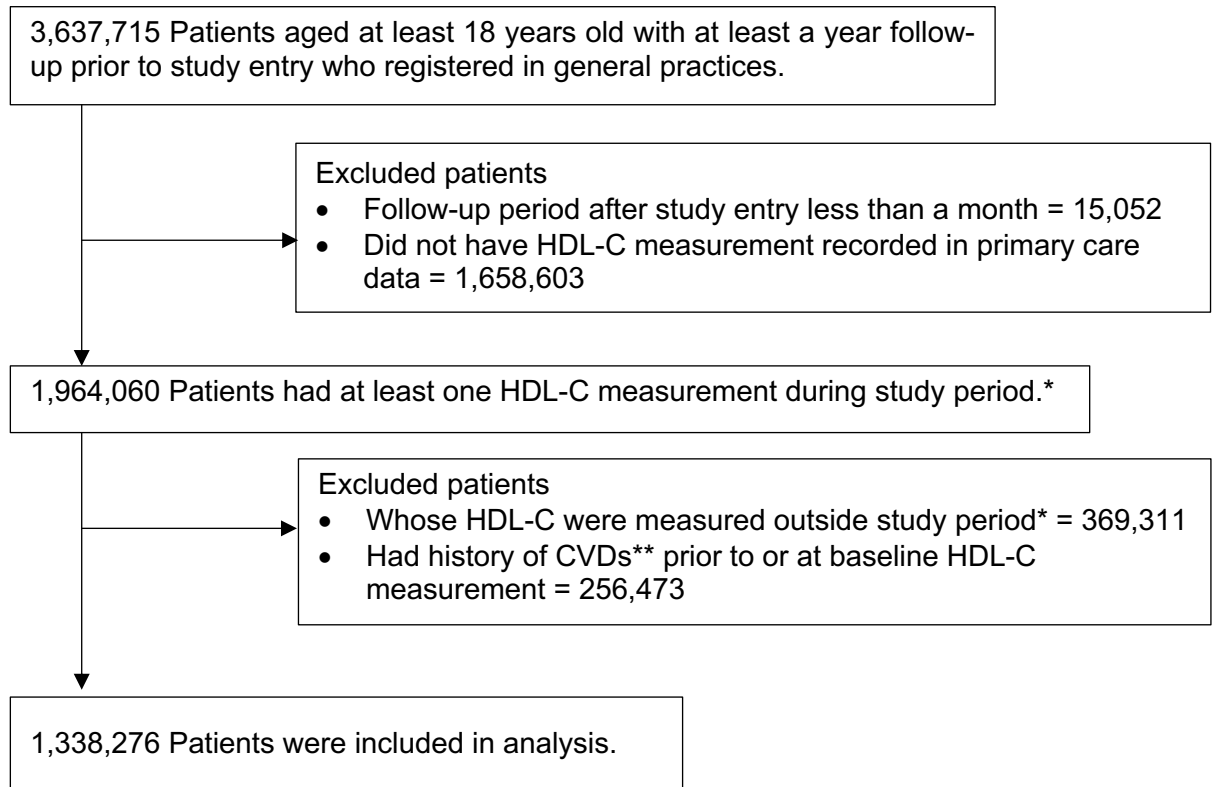 3,637,715 Patients aged at least 18 years old with at least a year follow-
up prior to study entry who registered in general practices.
Excluded patients
• Follow-up period after study entry less than a month = 15,052
• Did not have HDL-C measurement recorded in primary care
data = 1,658,603
1,964,060 Patients had at least one HDL-C measurement during study period.*
Excluded patients
• Whose HDL-C were measured outside study period* = 369,311
• Had history of CVDs** prior to or at baseline HDL-C
measurement = 256,473
1,338,276 Patients were included in analysis.